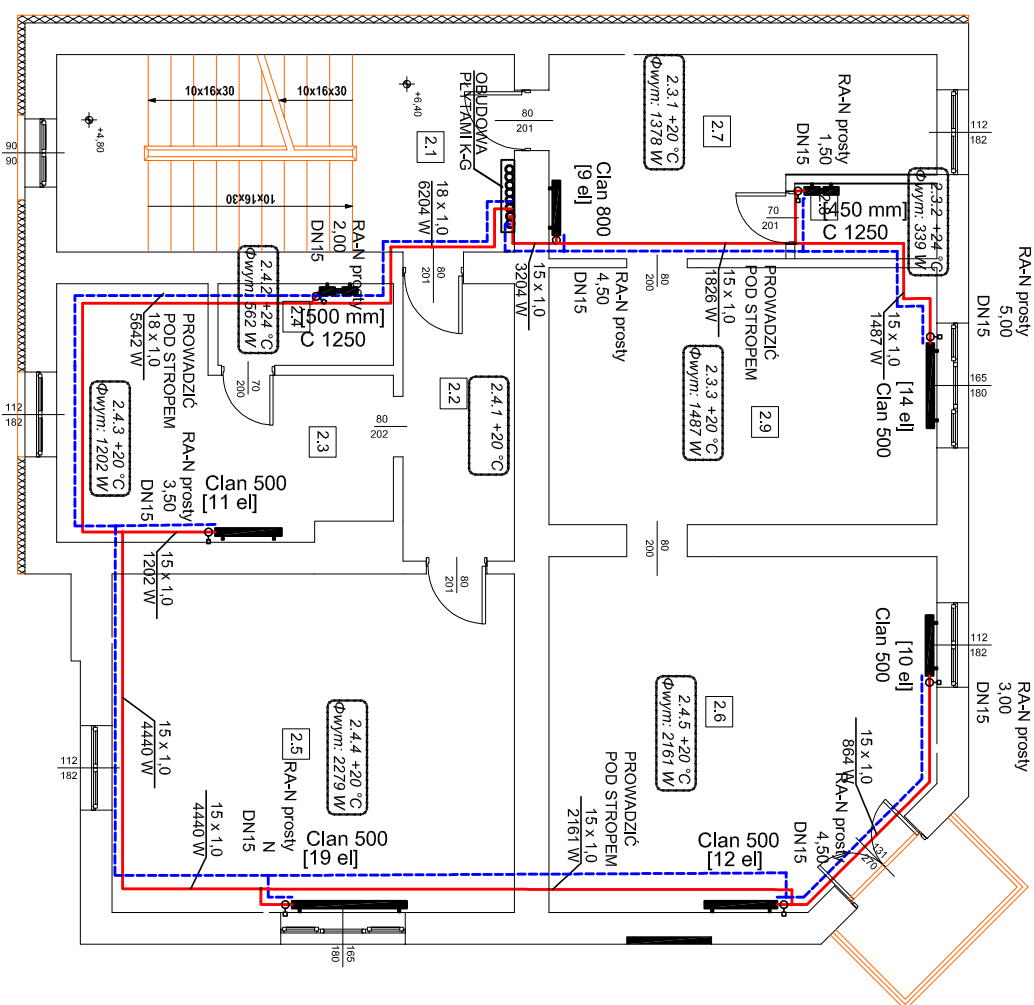 10x16x30
10x16x30
10x16x30
+6,40
+4,80
90
90
OBUDOWA
PŁYTAMI K-G
2.1
80
201
2.3.1 +20 °C
Φwym: 1378 W
2.7
RA-N prosty
1,50
DN15
112
182
2.3.2 +24 °C
Φwym: 339 W
2.8
[450 mm]
C 1250
70
201
Clan 800
[9 el]
18 x 1,0
6204 W
RA-N prosty
2,00
DN15
2.4.2 +24 °C
Φwym: 562 W
2.4
[500 mm]
C 1250
80
201
15 x 1,0
3204 W
RA-N prosty
4,50
DN15
80
200
15 x 1,0
1826 W
PROWADZIĆ
POD STROPEM
15 x 1,0
1487 W
RA-N prosty
5,00
DN15
165
180
[14 el]
Clan 500
2.3.3 +20 °C
Φwym: 1487 W
2.9
18 x 1,0
5642 W
PROWADZIĆ
POD STROPEM
112
182
2.4.3 +20 °C
Φwym: 1202 W
RA-N prosty
3,50
DN15
70
200
2.3
80
202
2.2
2.4.1 +20 °C
Clan 500
[11 el]
15 x 1,0
1202 W
80
201
80
200
[10 el]
Clan 500
112
182
RA-N prosty
3,00
DN15
2.4.5 +20 °C
Φwym: 2161 W
2.6
2.4.4 +20 °C
Φwym: 2279 W
2.5
15 x 1,0
4440 W
112
182
15 x 1,0
4440 W
RA-N prosty
DN15
N
Clan 500
[19 el]
165
180
PROWADZIĆ
POD STROPEM
15 x 1,0
2161 W
Clan 500
[12 el]
15 x 1,0
864 W
RA-N prosty
4,50
DN15
131
270